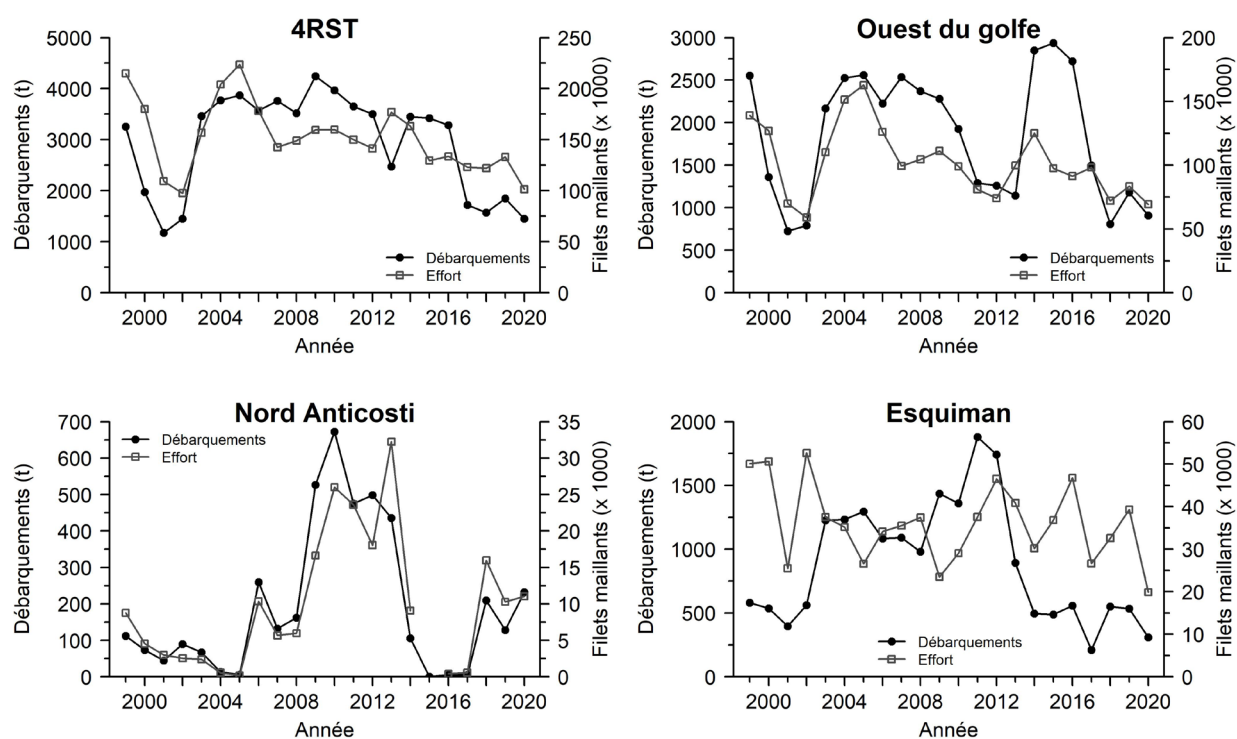 4RST
5000
4000
3000
2000
1000
0
Débarquements (t)
250
200
150
100
50
0
Filets maillants (x 1000)
Débarquements
Effort
2000 2004 2008 2012 2016 2020
Année
Ouest du golfe
3000
2500
2000
1500
1000
500
0
Débarquements (t)
200
150
100
50
0
Filets maillants (x 1000)
Débarquements
Effort
2000 2004 2008 2012 2016 2020
Année
Nord Anticosti
700
600
500
400
300
200
100
0
Débarquements (t)
35
30
25
20
15
10
5
0
Filets maillants (x 1000)
Débarquements
Effort
2000 2004 2008 2012 2016 2020
Année
Esquiman
2000
1500
1000
500
0
Débarquements (t)
60
50
40
30
20
10
0
Filets maillants (x 1000)
Débarquements
Effort
2000 2004 2008 2012 2016 2020
Année